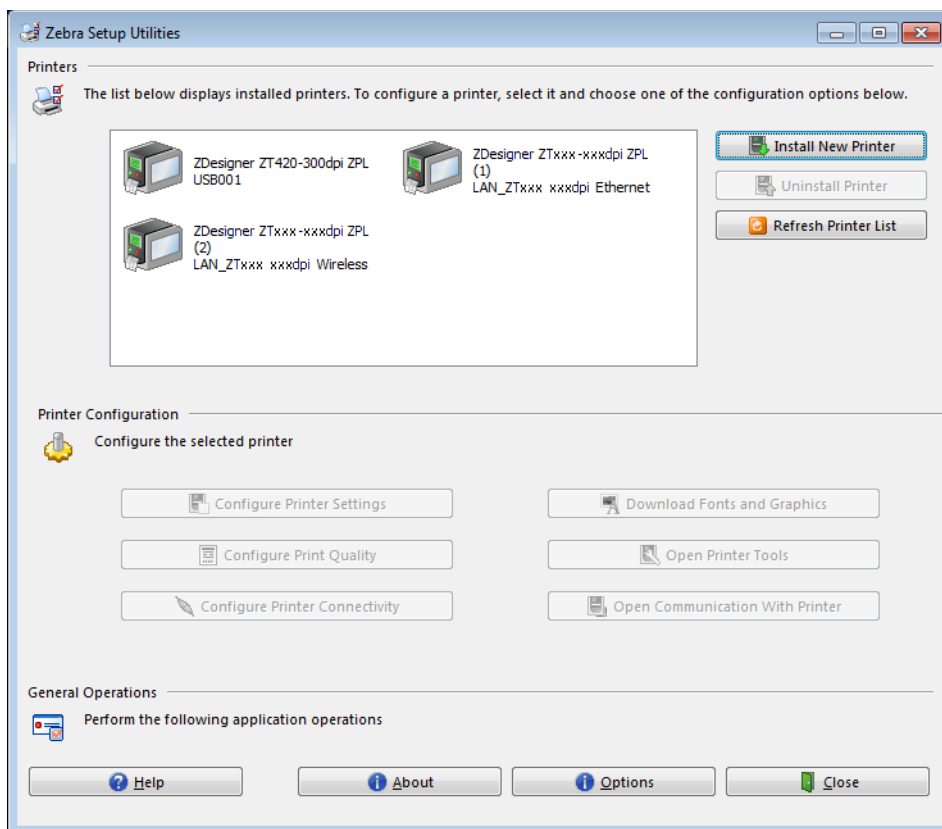 Zebra Setup Utilities
Printers
The list below displays installed printers. To configure a printer, select it and choose one of the configuration options below.
ZDesigner ZT420-300dpi ZPL
USB001
ZDesigner ZTxxx-xxxdpi ZPL
(1)
LAN_ZTxxx xxxdpi Ethernet
ZDesigner ZTxxx-xxxdpi ZPL
(2)
LAN_ZTxxx xxxdpi Wireless
Install New Printer
Uninstall Printer
Refresh Printer List
Printer Configuration
Configure the selected printer
Configure Printer Settings
Download Fonts and Graphics
Configure Print Quality
Open Printer Tools
Configure Printer Connectivity
Open Communication With Printer
General Operations
Perform the following application operations
Help
About
Options
Close